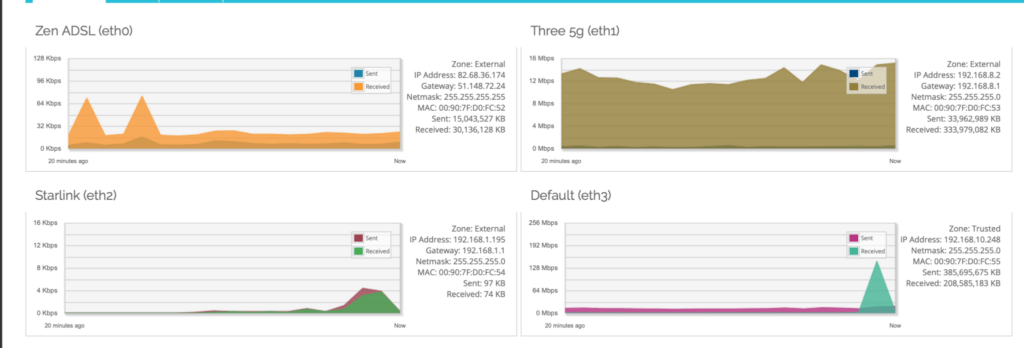 Zen ADSL (eth0)
128 Kbps
96 Kbps
64 Kbps
32 Kbps
0 Kbps
20 minutes ago
Now
Sent
Received
Zone: External
IP Address: 82.68.36.174
Gateway: 51.148.72.24
Netmask: 255.255.255.255
MAC: 00:90:7F:D0:FC:52
Sent: 15,043,527 KB
Received: 30,136,128 KB
Three 5g (eth1)
16 Mbps
12 Mbps
8 Mbps
4 Mbps
0 Mbps
20 minutes ago
Now
Sent
Received
Zone: External
IP Address: 192.168.8.2
Gateway: 192.168.8.1
Netmask: 255.255.255.0
MAC: 00:90:7F:D0:FC:53
Sent: 33,962,989 KB
Received: 333,979,082 KB
Starlink (eth2)
16 Kbps
12 Kbps
8 Kbps
4 Kbps
0 Kbps
20 minutes ago
Now
Sent
Received
Zone: External
IP Address: 192.168.1.195
Gateway: 192.168.1.1
Netmask: 255.255.255.0
MAC: 00:90:7F:D0:FC:54
Sent: 97 KB
Received: 74 KB
Default (eth3)
256 Mbps
192 Mbps
128 Mbps
64 Mbps
0 Mbps
20 minutes ago
Now
Sent
Received
Zone: Trusted
IP Address: 192.168.10.248
MAC: 00:90:7F:D0:FC:55
Netmask: 255.255.255.0
Sent: 385,695,675 KB
Received: 208,585,183 KB